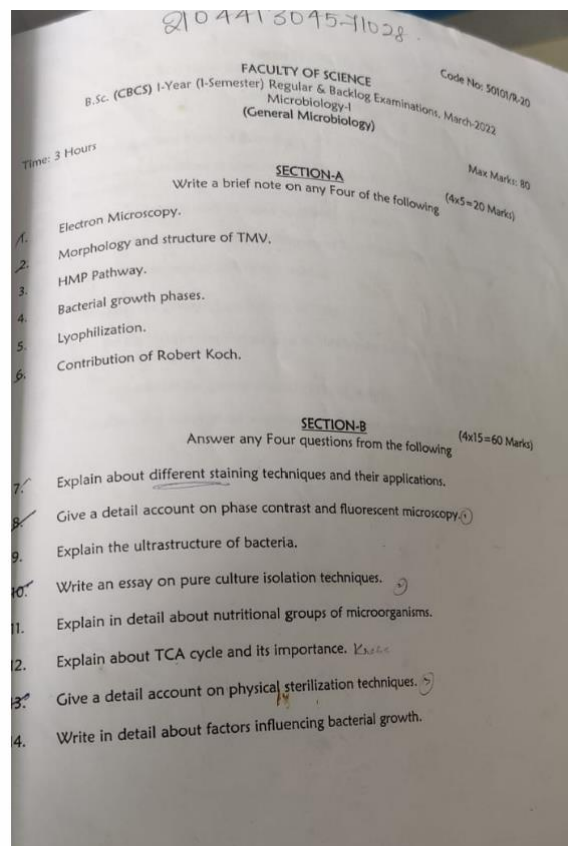 210441304571028
FACULTY OF SCIENCE
Code No: 50101/R-20
B.Sc. (CBCS) I-Year (I-Semester) Regular & Backlog Examinations, March-2022
Microbiology-I
(General Microbiology)
Time: 3 Hours
Max Marks: 80
SECTION-A
Write a brief note on any Four of the following (4x5=20 Marks)
1. Electron Microscopy.
2. Morphology and structure of TMV.
3. HMP Pathway.
4. Bacterial growth phases.
5. Lyophilization.
6. Contribution of Robert Koch.
SECTION-B
Answer any Four questions from the following (4x15=60 Marks)
7. Explain about different staining techniques and their applications.
8. Give a detail account on phase contrast and fluorescent microscopy.
9. Explain the ultrastructure of bacteria.
10. Write an essay on pure culture isolation techniques.
11. Explain in detail about nutritional groups of microorganisms.
12. Explain about TCA cycle and its importance.
13. Give a detail account on physical sterilization techniques.
14. Write in detail about factors influencing bacterial growth.